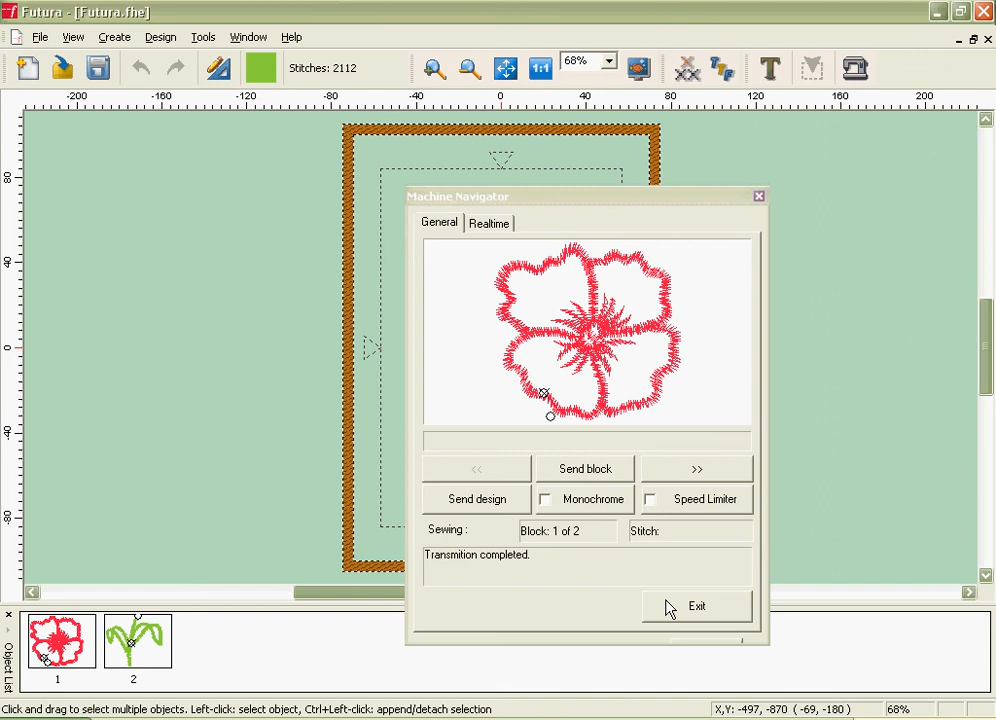 Futura - [Futura.fhe]
File View Create Design Tools Window Help
Stitches: 2112
1:1
68%
T
-200 -120 -80 -40 0 40 80 120 160 200
80
40
0
-40
-80
Machine Navigator
General Realtime
<< Send block >>
Send design Monochrome Speed Limiter
Sewing : Block: 1 of 2 Stitch:
Transmition completed.
Exit
Object List
1 2
Click and drag to select multiple objects. Left-click: select object, Ctrl+Left-click: append/detach selection X,Y: -497, -870 ( -69, -180 ) 68%